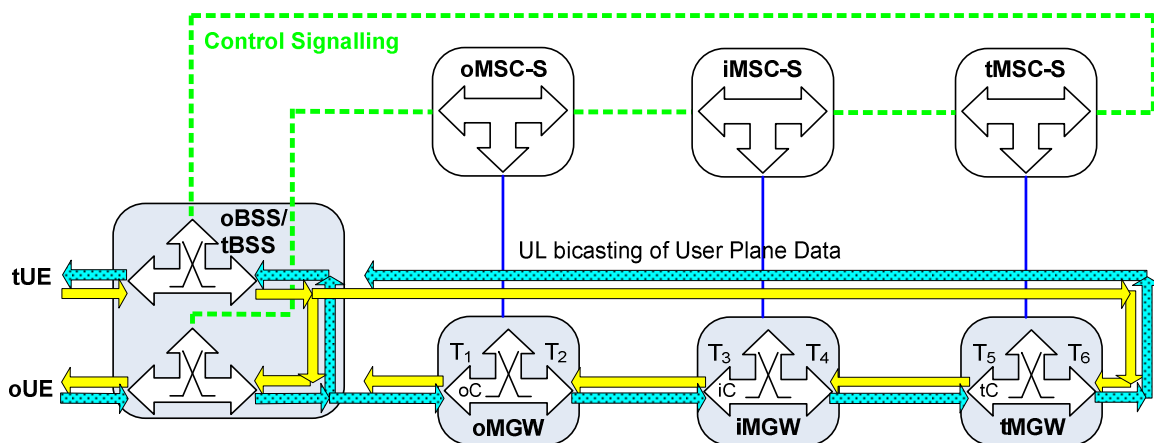 Control Signalling
oMSC-S
iMSC-S
tMSC-S
oBSS/
tBSS
UL bicasting of User Plane Data
tUE
oUE
T1
T2
T3
T4
T5
T6
oC
iC
tC
oMGW
iMGW
tMGW